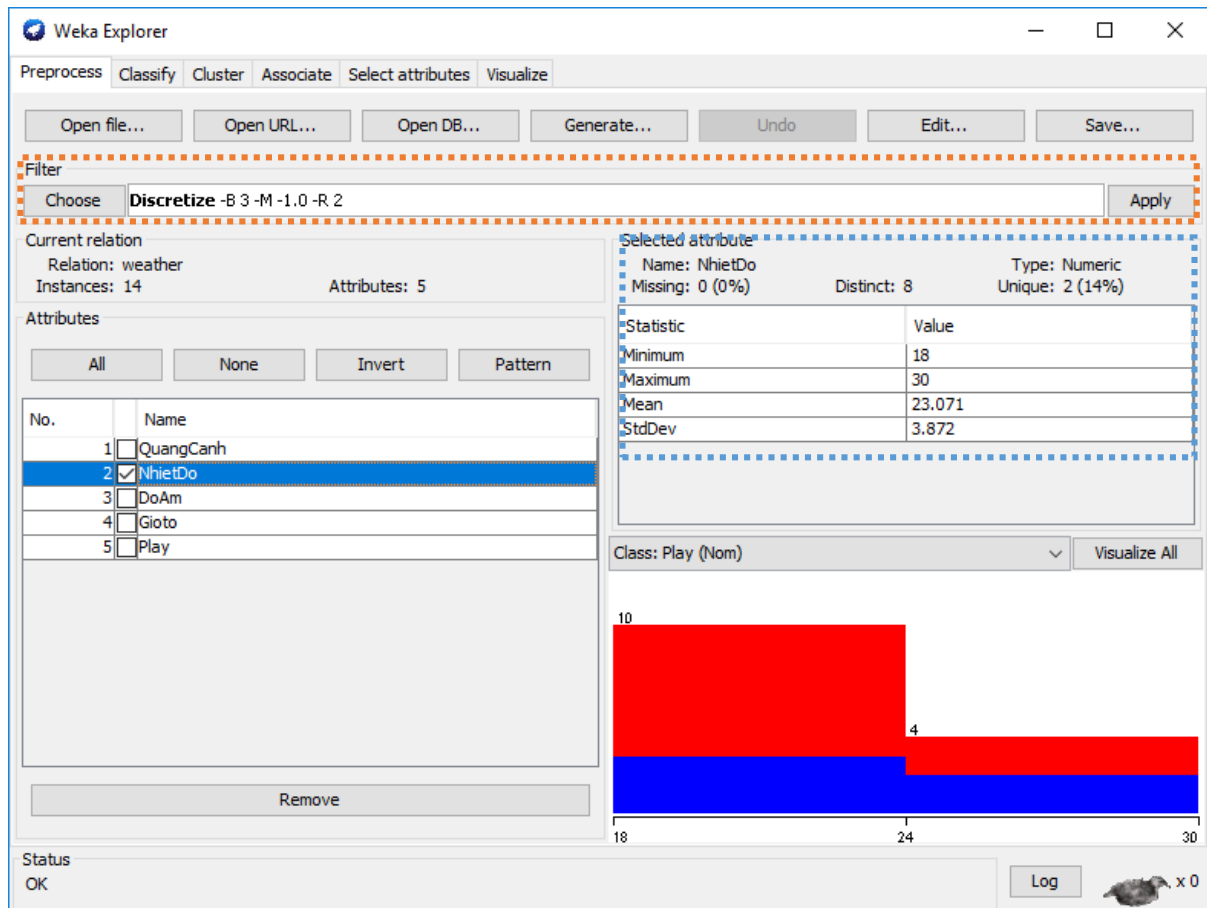 Weka Explorer
Preprocess Classify Cluster Associate Select attributes Visualize
Open file... Open URL... Open DB... Generate... Undo Edit... Save...
Filter
Choose Discretize -B 3 -M -1.0 -R 2 Apply
Current relation
Relation: weather
Instances: 14 Attributes: 5
Attributes
All None Invert Pattern
No. Name
1 QuangCanh
2 NhietDo
3 DoAm
4 Gioto
5 Play
Remove
Selected attribute
Name: NhietDo Type: Numeric
Missing: 0 (0%) Distinct: 8 Unique: 2 (14%)
Statistic Value
Minimum 18
Maximum 30
Mean 23.071
StdDev 3.872
Class: Play (Nom) Visualize All
10
4
18 24 30
Status
OK
Log x 0